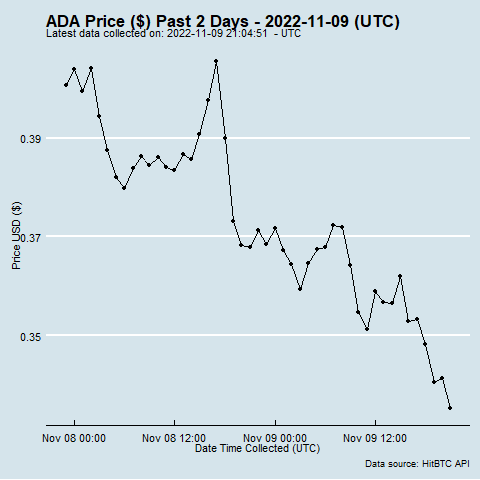 ADA Price ($) Past 2 Days - 2022-11-09 (UTC)
Latest data collected on: 2022-11-09 21:04:51 - UTC
0.39
0.37
0.35
Price USD ($)
Nov 08 00:00 Nov 08 12:00 Nov 09 00:00 Nov 09 12:00
Date Time Collected (UTC)
Data source: HitBTC API